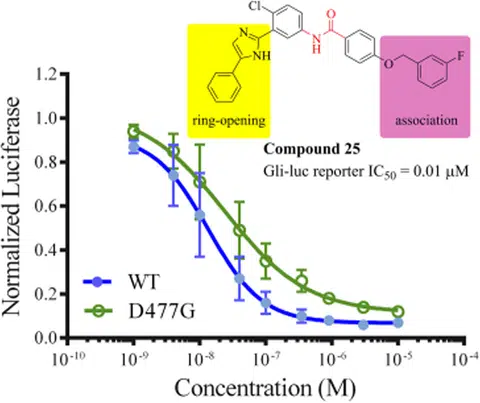 Cl
O
N
NH
N
H
O
F
ring-opening
association
Compound 25
Gli-luc reporter IC50 = 0.01 μM
Normalized Luciferase
1.2
1.0
0.8
0.6
0.4
0.2
0.0
WT
D477G
10-10
10-9
10-8
10-7
10-6
10-5
10-4
Concentration (M)